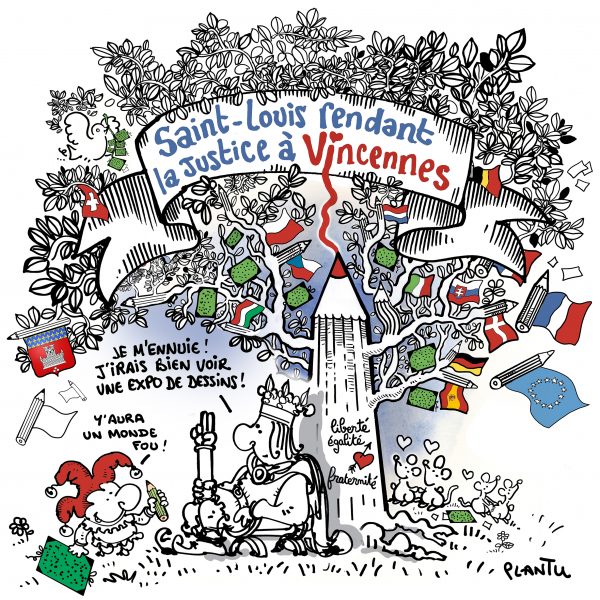 Saint-Louis rendant
la Justice à Vincennes
JE M'ENNUIE!
J'IRAIS BIEN VOIR
UNE EXPO DE DESSINS!
Y'AURA
UN MONDE
FOU!
liberté
égalité
fraternité
PLANTU